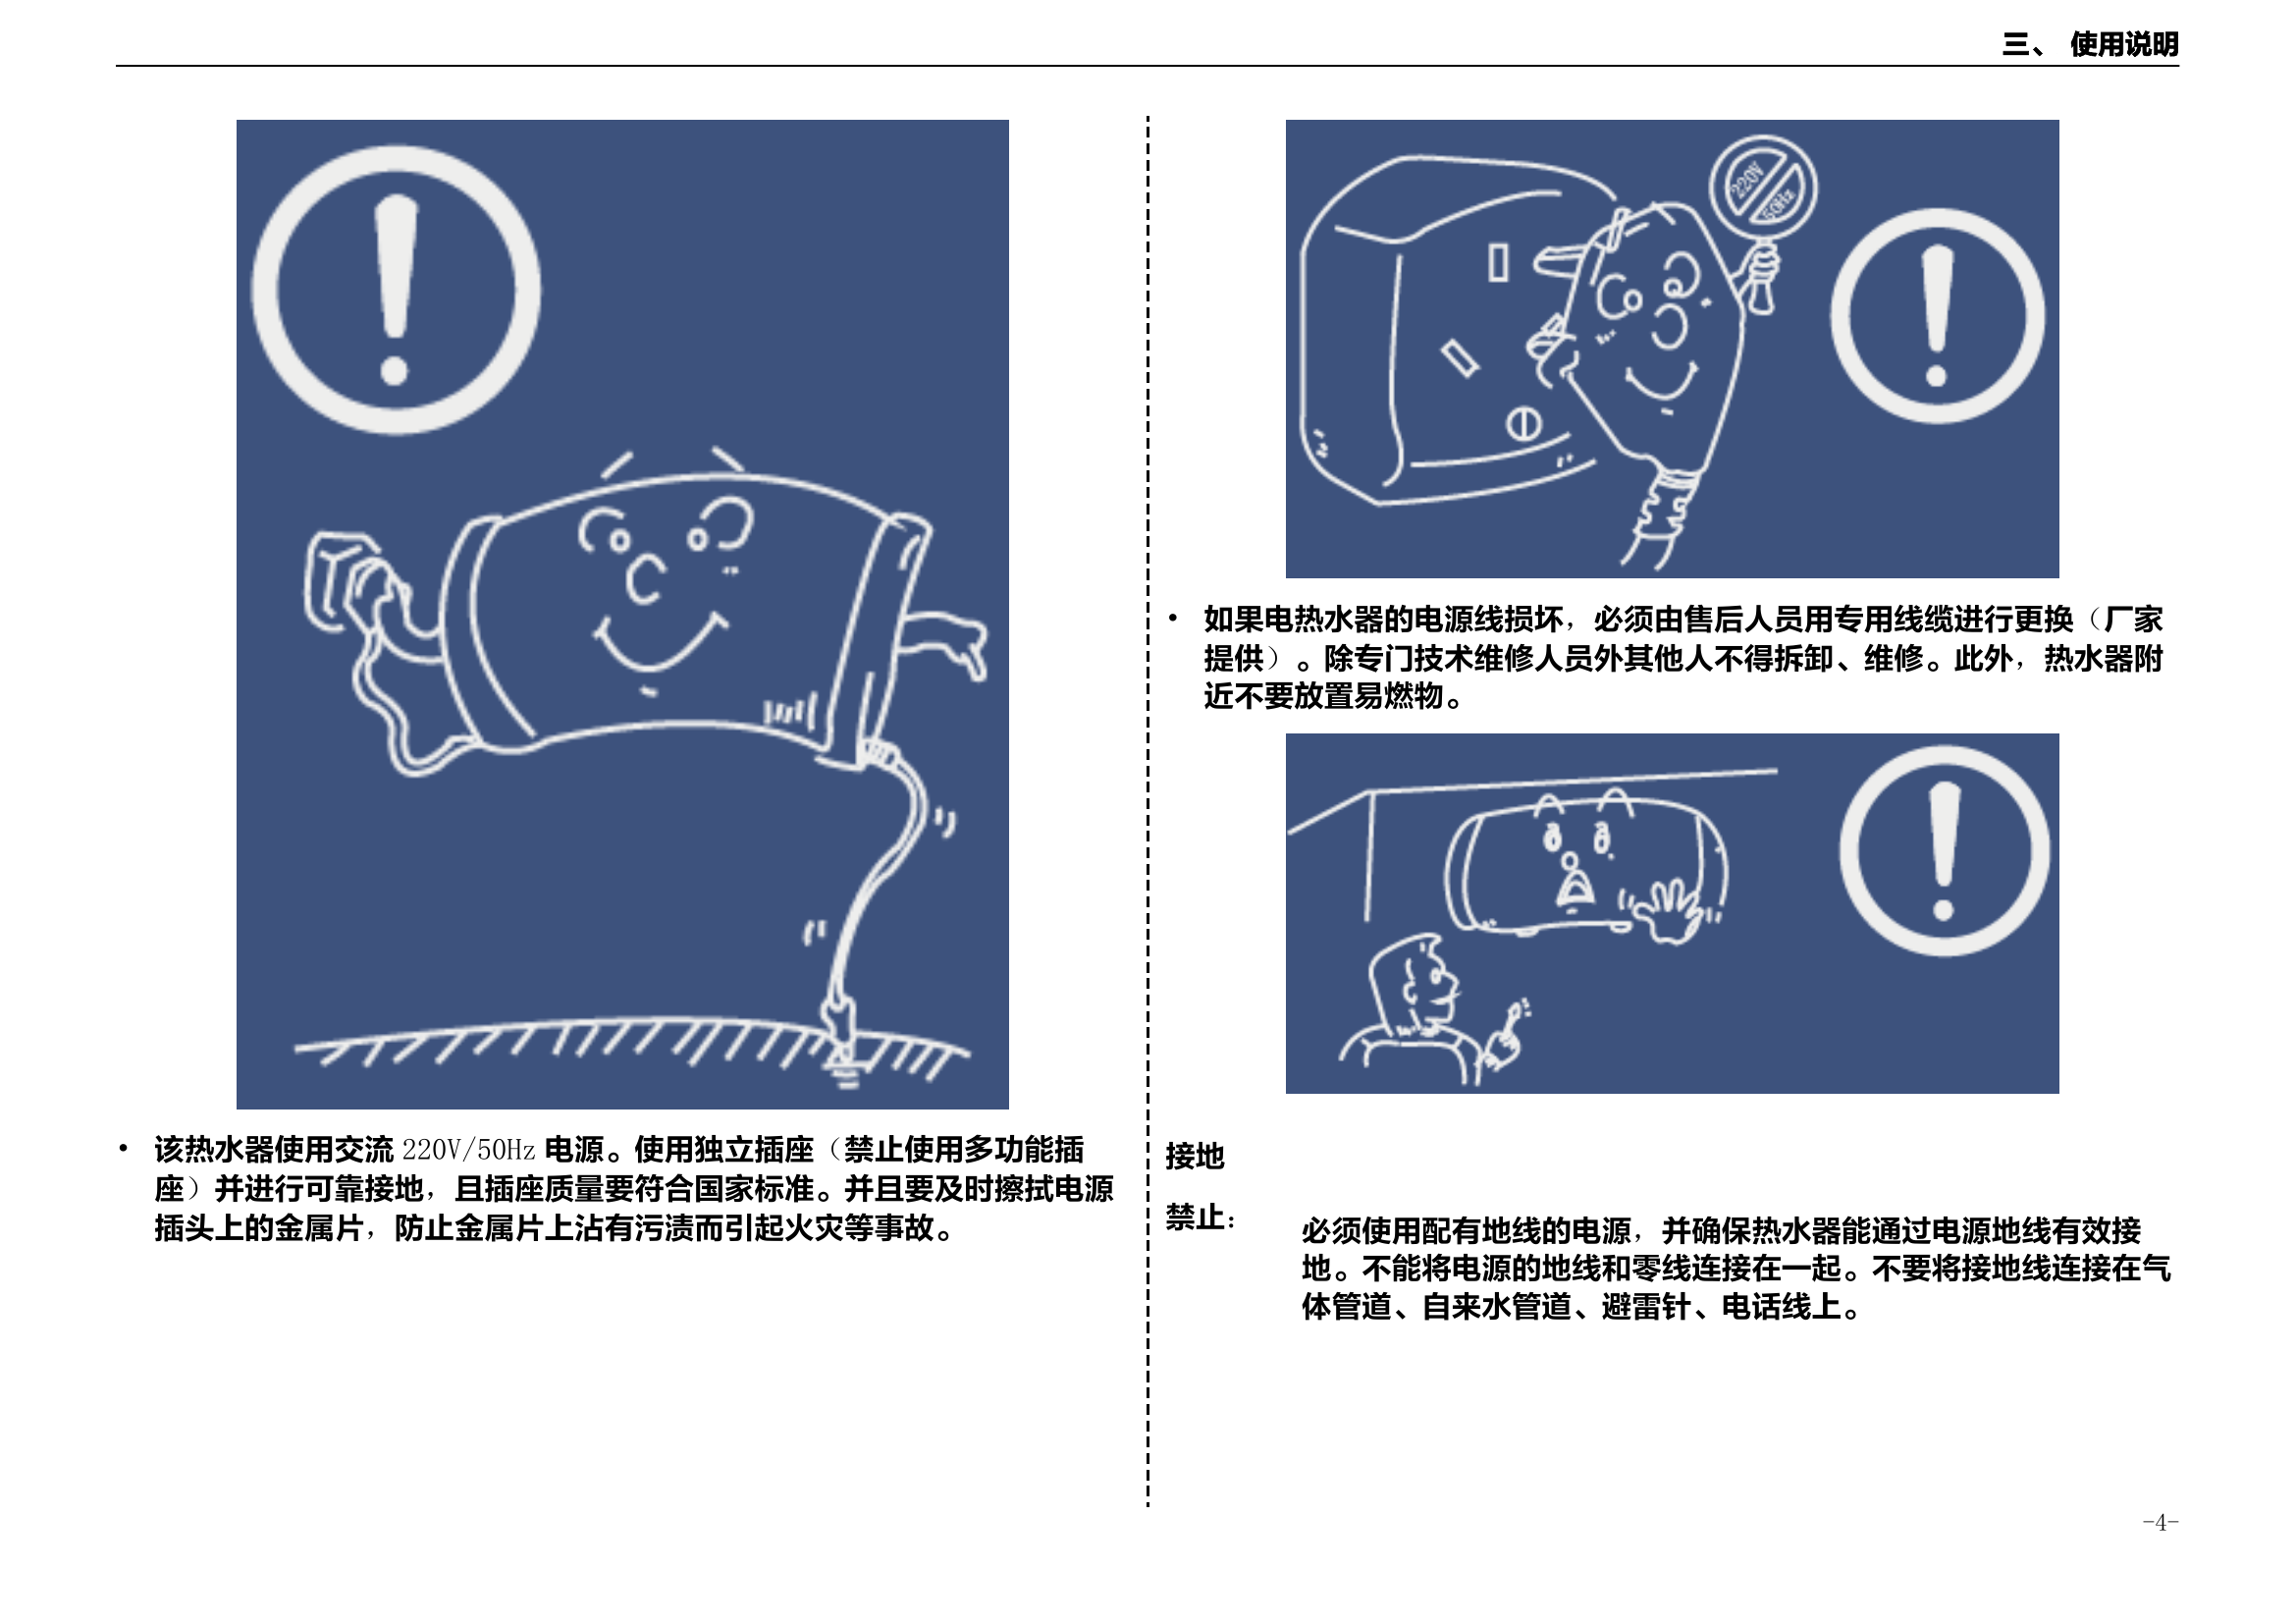 三、 使用说明
• 该热水器使用交流 220V/50Hz 电源。使用独立插座（禁止使用多功能插
座）并进行可靠接地，且插座质量要符合国家标准。并且要及时擦拭电源
插头上的金属片，防止金属片上沾有污渍而引起火灾等事故。
220V
50Hz
• 如果电热水器的电源线损坏，必须由售后人员用专用线缆进行更换（厂家
提供）。除专门技术维修人员外其他人不得拆卸、维修。此外，热水器附
近不要放置易燃物。
接地
禁止：
必须使用配有地线的电源，并确保热水器能通过电源地线有效接
地。不能将电源的地线和零线连接在一起。不要将接地线连接在气
体管道、自来水管道、避雷针、电话线上。
-4-